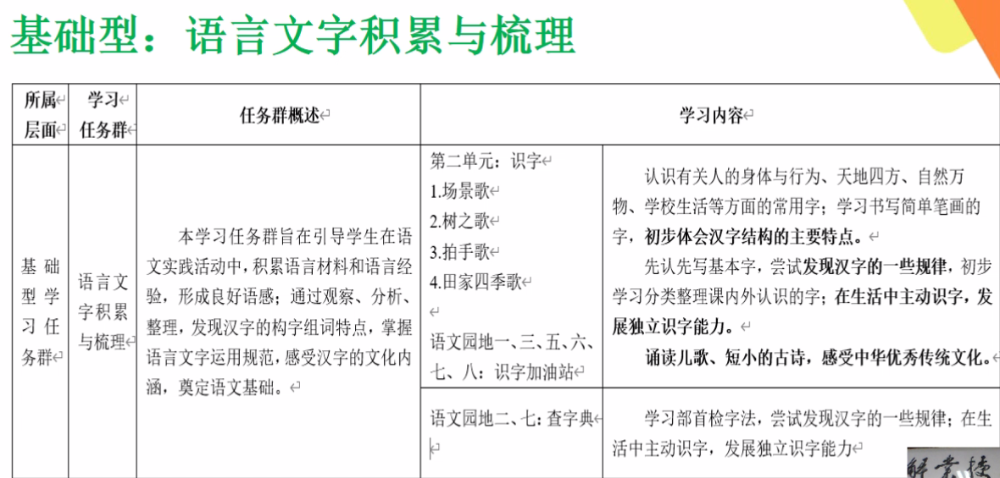 基础型：语言文字积累与梳理
所属
层面
学习
任务群
任务群概述
学习内容
基础
型学
习任
务群
语言文
字积累
与梳理
本学习任务群旨在引导学生在语
文实践活动中，积累语言材料和语言经
验，形成良好语感；通过观察、分析、
整理，发现汉字的构字组词特点，掌握
语言文字运用规范，感受汉字的文化内
涵，奠定语文基础。
第二单元：识字
1.场景歌
2.树之歌
3.拍手歌
4.田家四季歌
语文园地一、三、五、六、
七、八：识字加油站
认识有关人的身体与行为、天地四方、自然万
物、学校生活等方面的常用字；学习书写简单笔画的
字，初步体会汉字结构的主要特点。
先认先写基本字，尝试发现汉字的一些规律，初步
学习分类整理课内外认识的字；在生活中主动识字，发
展独立识字能力。
诵读儿歌、短小的古诗，感受中华优秀传统文化。
语文园地二、七：查字典
学习部首检字法，尝试发现汉字的一些规律；在生
活中主动识字，发展独立识字能力
解業授